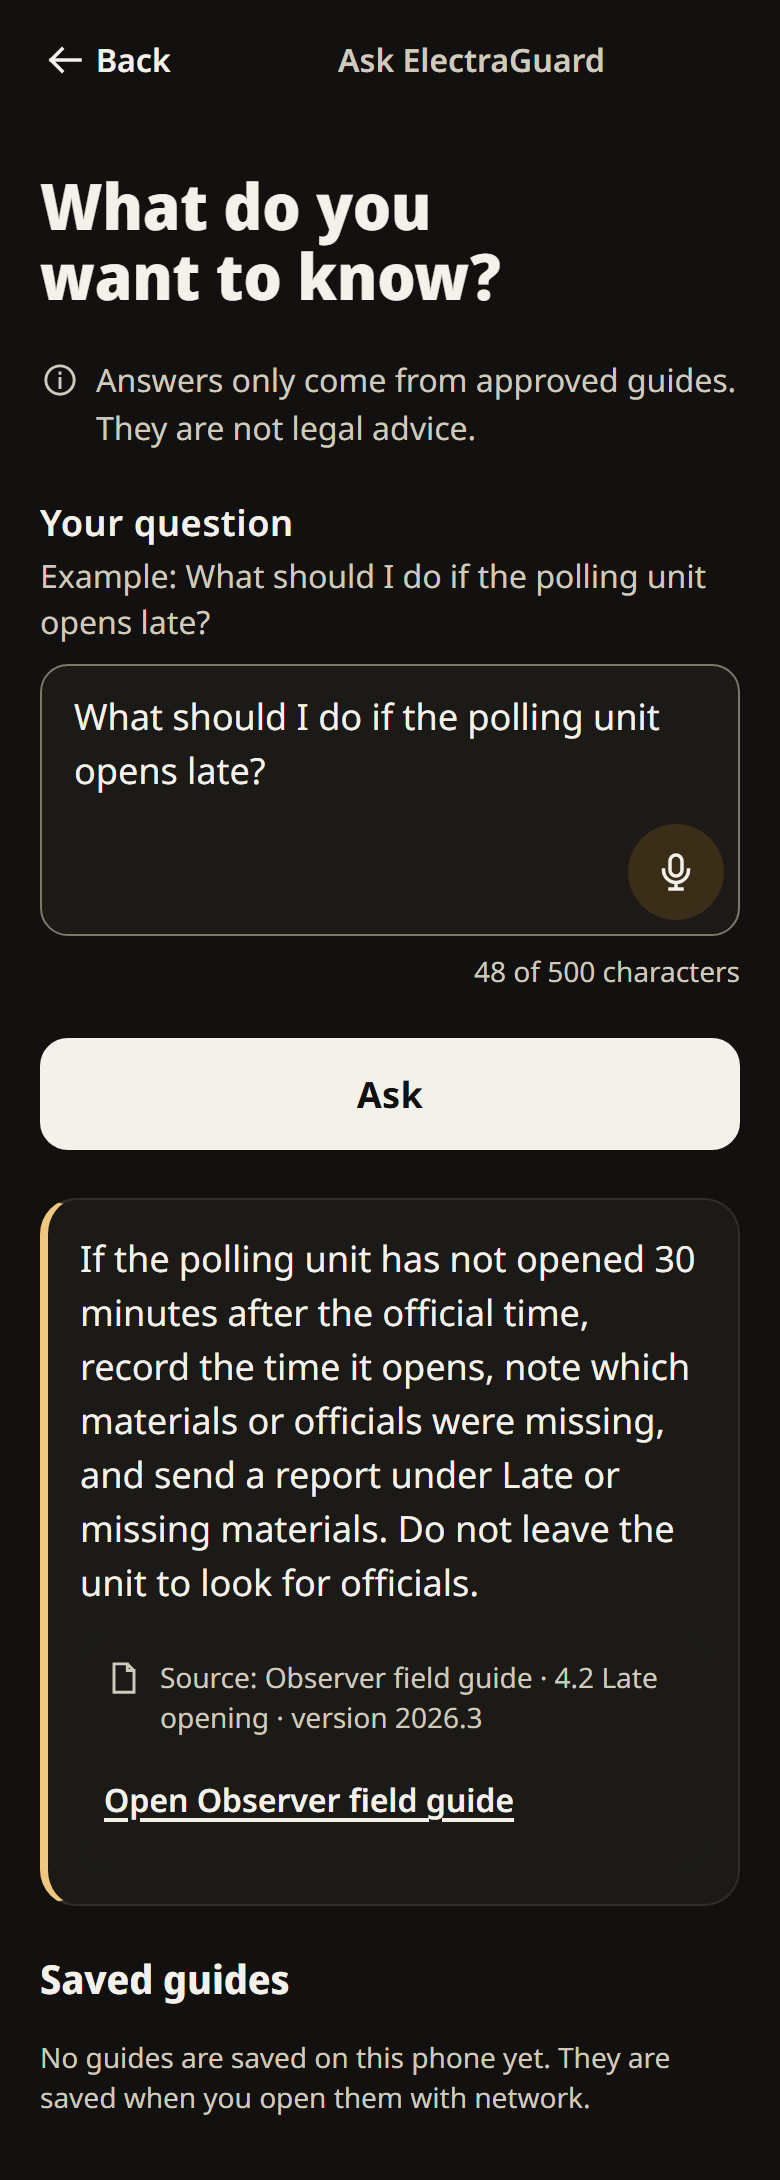 Back
Ask ElectraGuard
What do you
want to know?
Answers only come from approved guides.
They are not legal advice.
Your question
Example: What should I do if the polling unit
opens late?
What should I do if the polling unit
opens late?
48 of 500 characters
Ask
If the polling unit has not opened 30
minutes after the official time,
record the time it opens, note which
materials or officials were missing,
and send a report under Late or
missing materials. Do not leave the
unit to look for officials.
Source: Observer field guide · 4.2 Late
opening · version 2026.3
Open Observer field guide
Saved guides
No guides are saved on this phone yet. They are
saved when you open them with network.